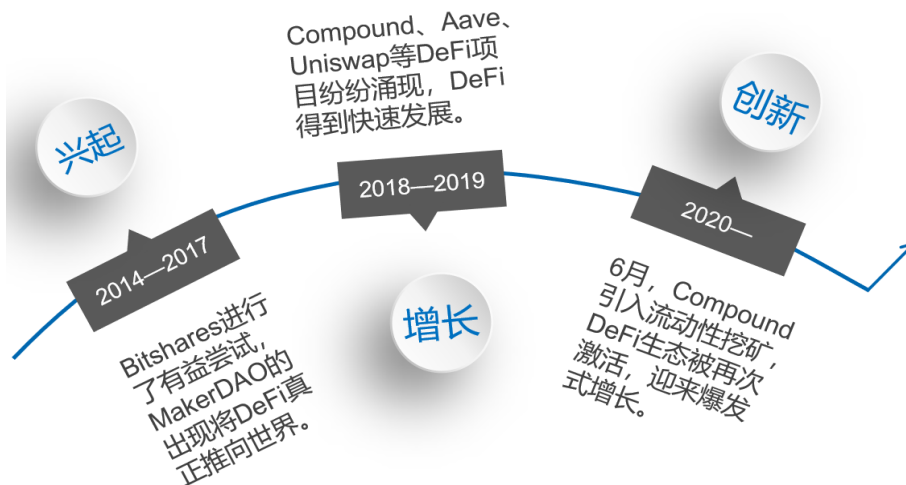 兴起
2014—2017
Bitshares进行
了有益尝试，
MakerDAO的
出现将DeFi真
正推向世界。
Compound、Aave、
Uniswap等DeFi项
目纷纷涌现，DeFi
得到快速发展。
2018—2019
增长
创新
2020—
6月，Compound
引入流动性挖矿，
DeFi生态被再次
激活，迎来爆发
式增长。